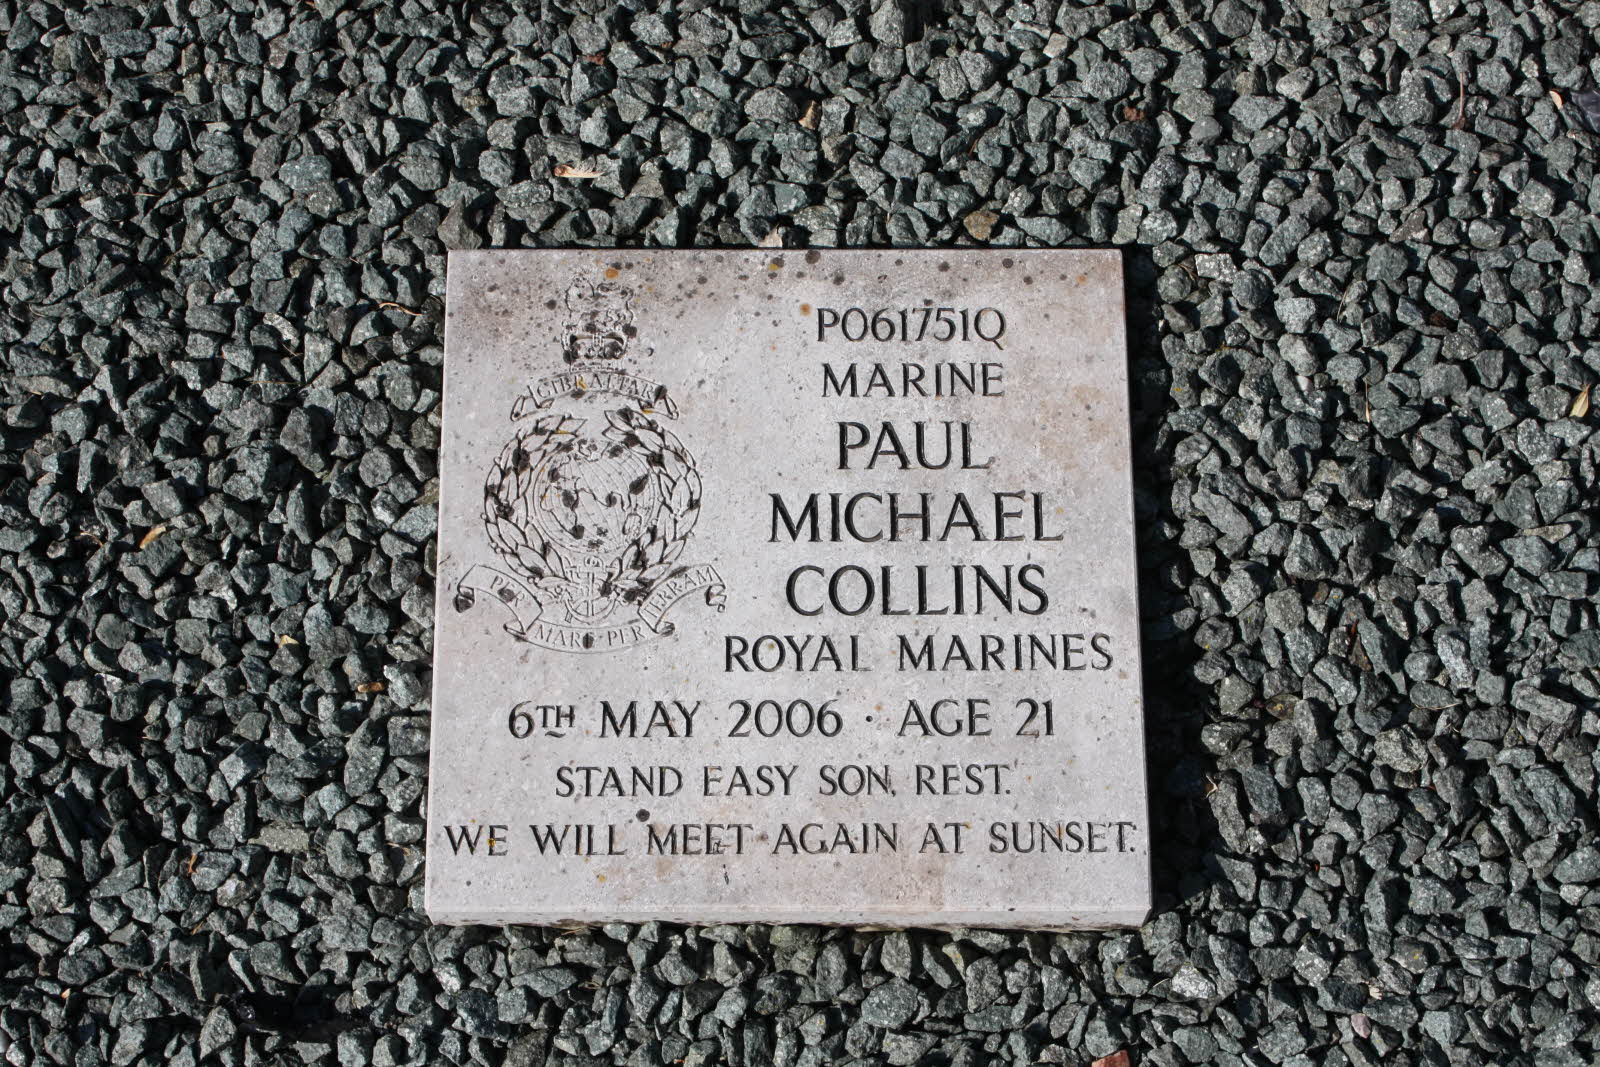 GIBRALTAR
PER MARE PER TERRAM
PO61751Q
MARINE
PAUL
MICHAEL
COLLINS
ROYAL MARINES
6TH MAY 2006 · AGE 21
STAND EASY SON, REST.
WE WILL MEET AGAIN AT SUNSET.